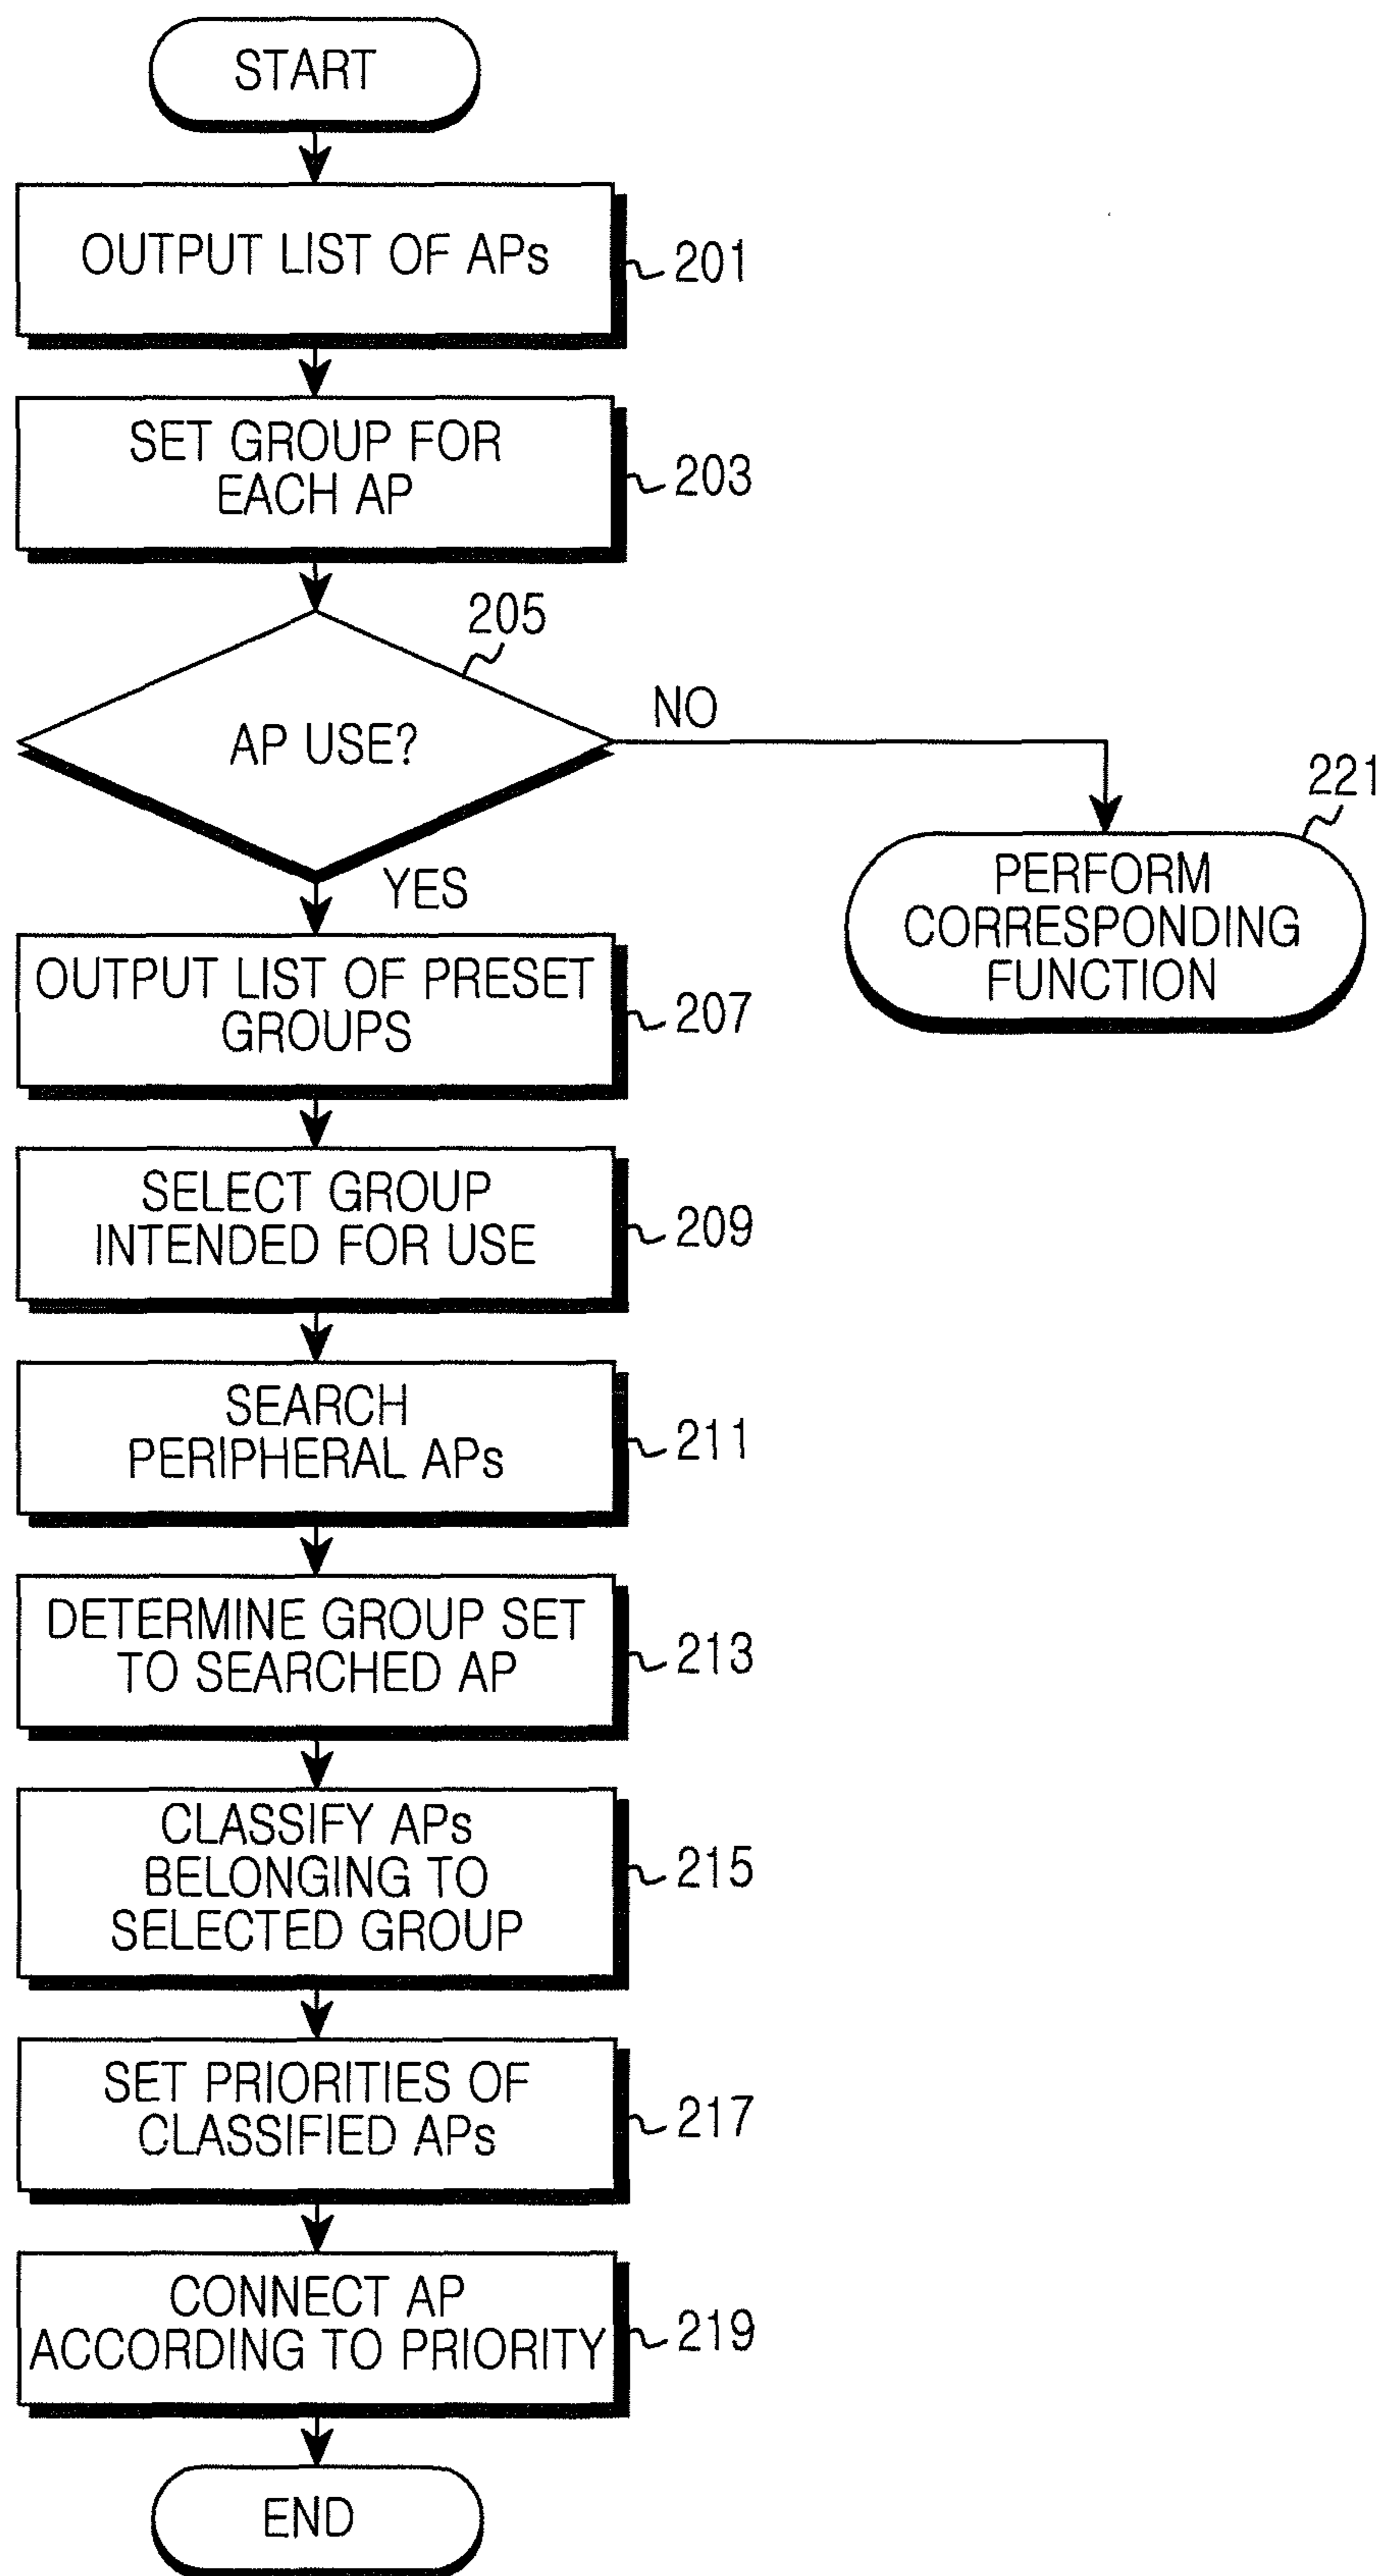 START
OUTPUT LIST OF APs
201
SET GROUP FOR
EACH AP
203
205
AP USE?
NO
221
PERFORM
CORRESPONDING
FUNCTION
YES
OUTPUT LIST OF PRESET
GROUPS
207
SELECT GROUP
INTENDED FOR USE
209
SEARCH
PERIPHERAL APs
211
DETERMINE GROUP SET
TO SEARCHED AP
213
CLASSIFY APs
BELONGING TO
SELECTED GROUP
215
SET PRIORITIES OF
CLASSIFIED APs
217
CONNECT AP
ACCORDING TO PRIORITY
219
END